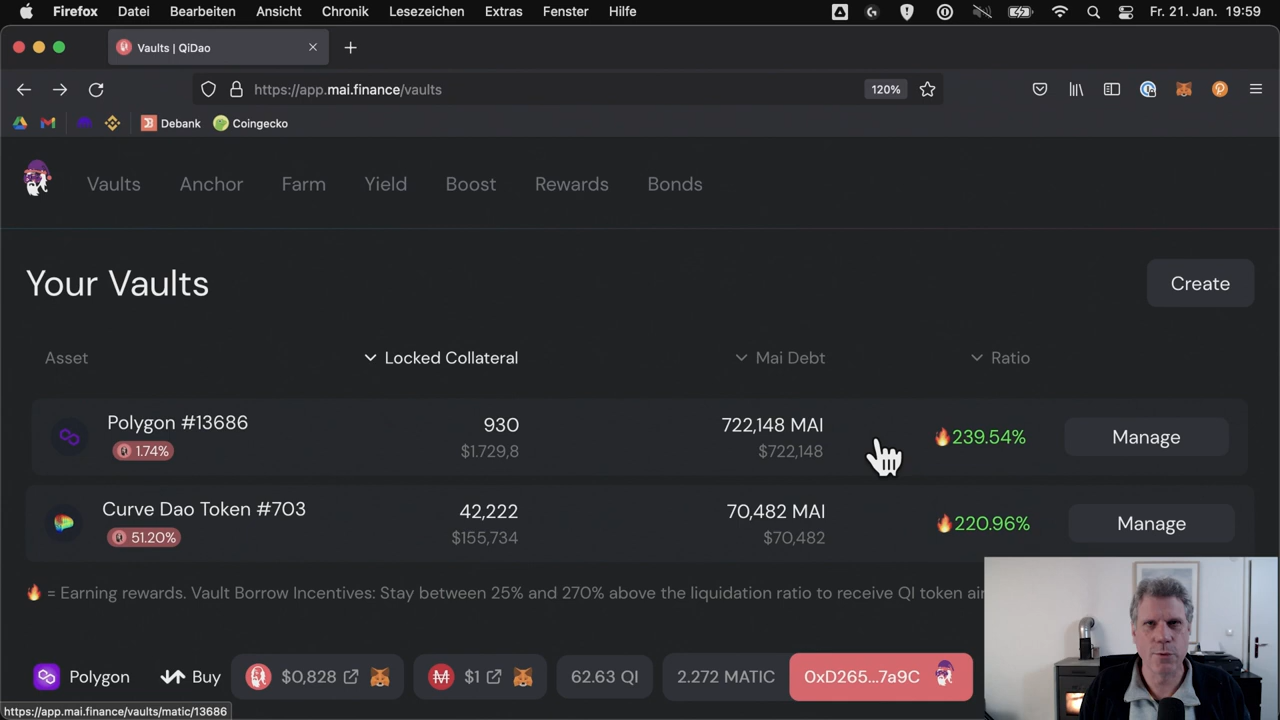 Firefox Datei Bearbeiten Ansicht Chronik Lesezeichen Extras Fenster Hilfe Fr. 21. Jan. 19:59
Vaults | QiDao
https://app.mai.finance/vaults 120%
Debank Coingecko
Vaults Anchor Farm Yield Boost Rewards Bonds
Your Vaults Create
Asset Locked Collateral Mai Debt Ratio
Polygon #13686 930 722,148 MAI 239.54% Manage
1.74% $1.729,8 $722,148
Curve Dao Token #703 42,222 70,482 MAI 220.96% Manage
51.20% $155,734 $70,482
= Earning rewards. Vault Borrow Incentives: Stay between 25% and 270% above the liquidation ratio to receive QI token
Polygon Buy $0,828 $1 62.63 QI 2.272 MATIC 0xD265...7a9C
https://app.mai.finance/vaults/matic/13686